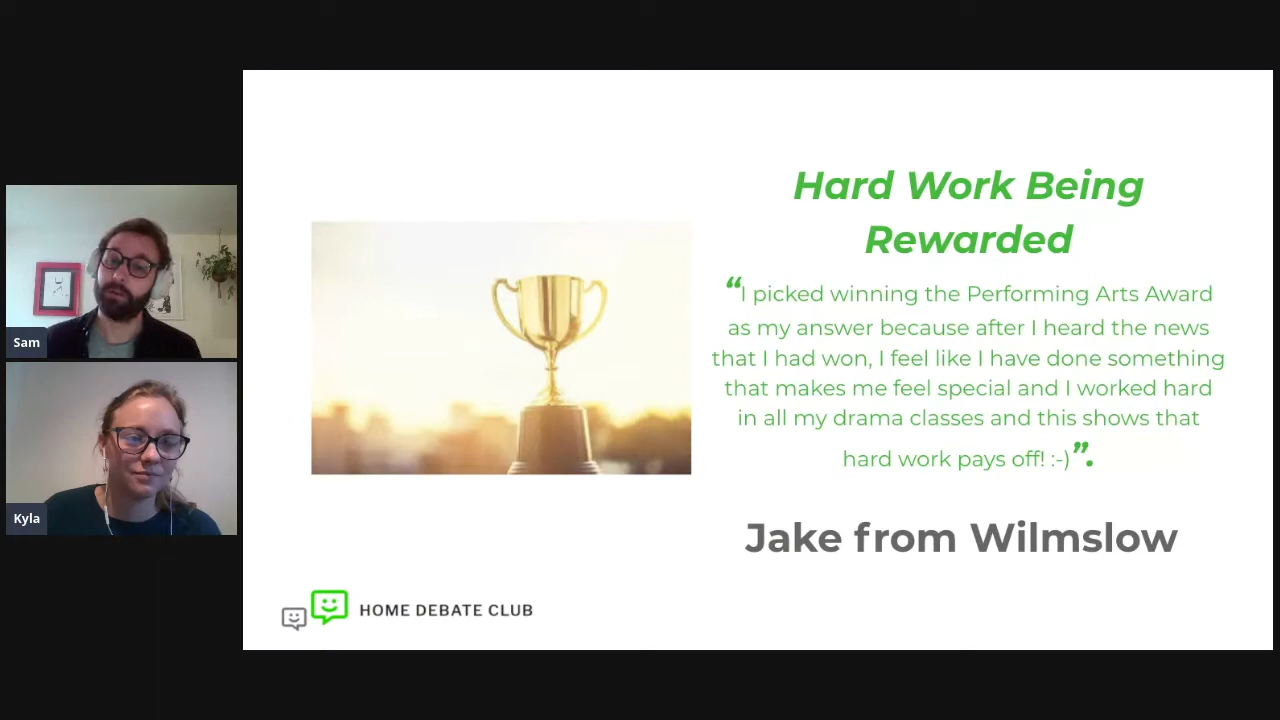 Sam
Kyla
Hard Work Being
Rewarded
“I picked winning the Performing Arts Award
as my answer because after I heard the news
that I had won, I feel like I have done something
that makes me feel special and I worked hard
in all my drama classes and this shows that
hard work pays off! :-)”.
Jake from Wilmslow
HOME DEBATE CLUB